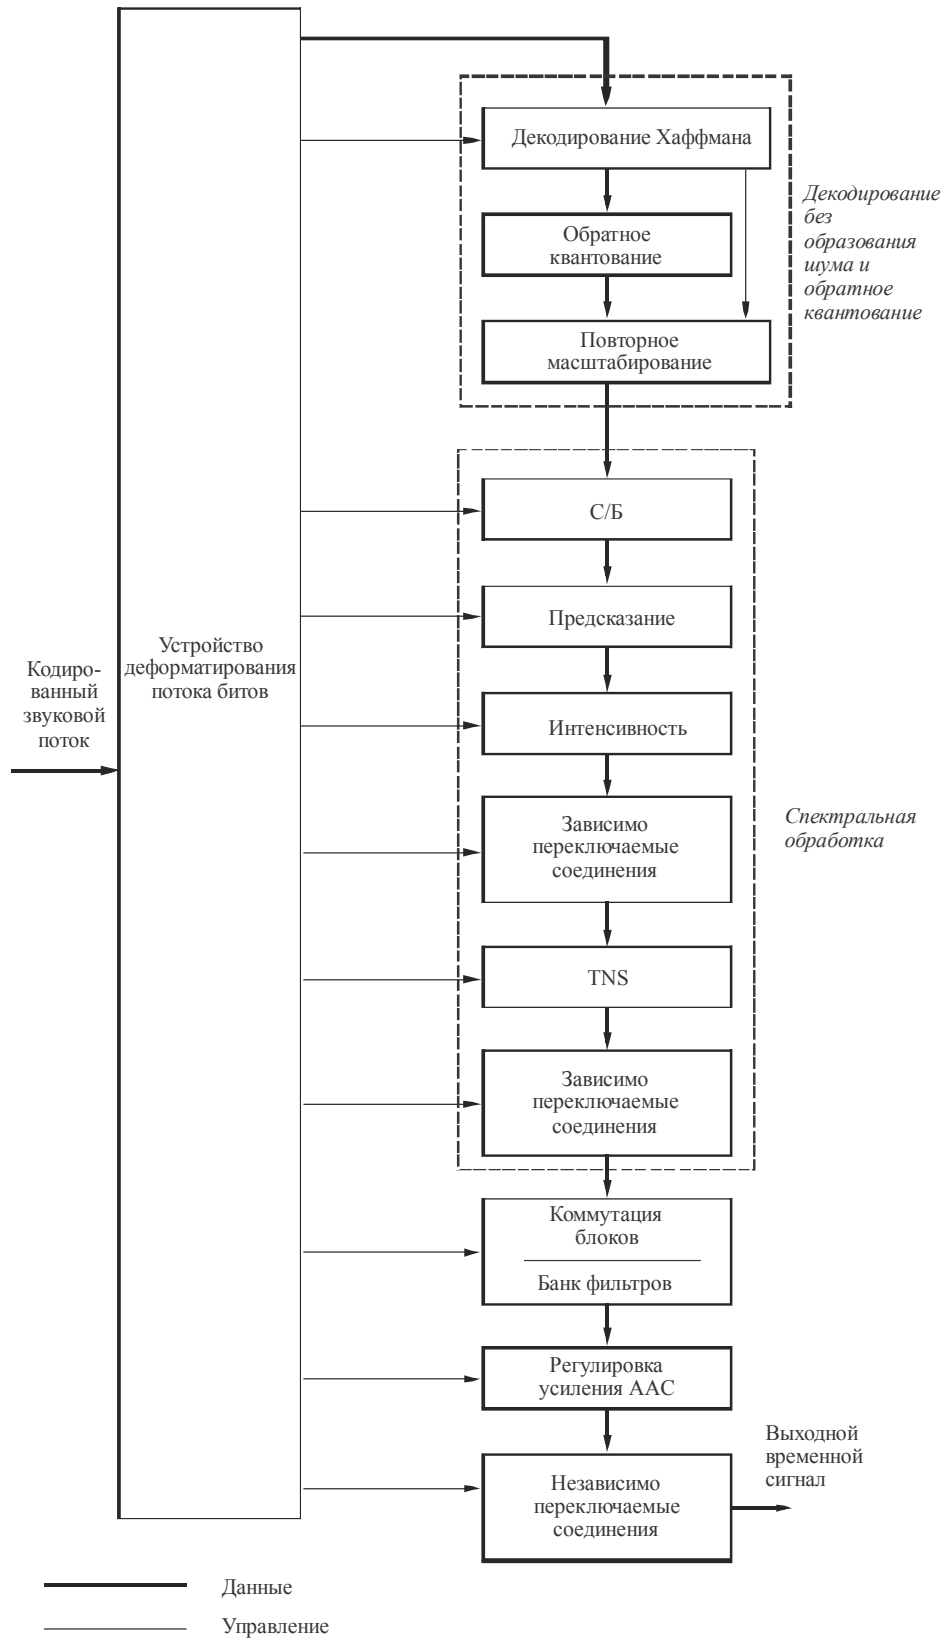 Декодирование Хаффмана
Декодирование
без
образования
шума и
обратное
квантование
Обратное
квантование
Повторное
масштабирование
С/Б
Предсказание
Устройство
деформатирования
потока битов
Кодиро-
ванный
звуковой
поток
Интенсивность
Зависимо
переключаемые
соединения
Спектральная
обработка
TNS
Зависимо
переключаемые
соединения
Коммутация
блоков
Банк фильтров
Регулировка
усиления ААС
Выходной
временной
сигнал
Независимо
переключаемые
соединения
Данные
Управление